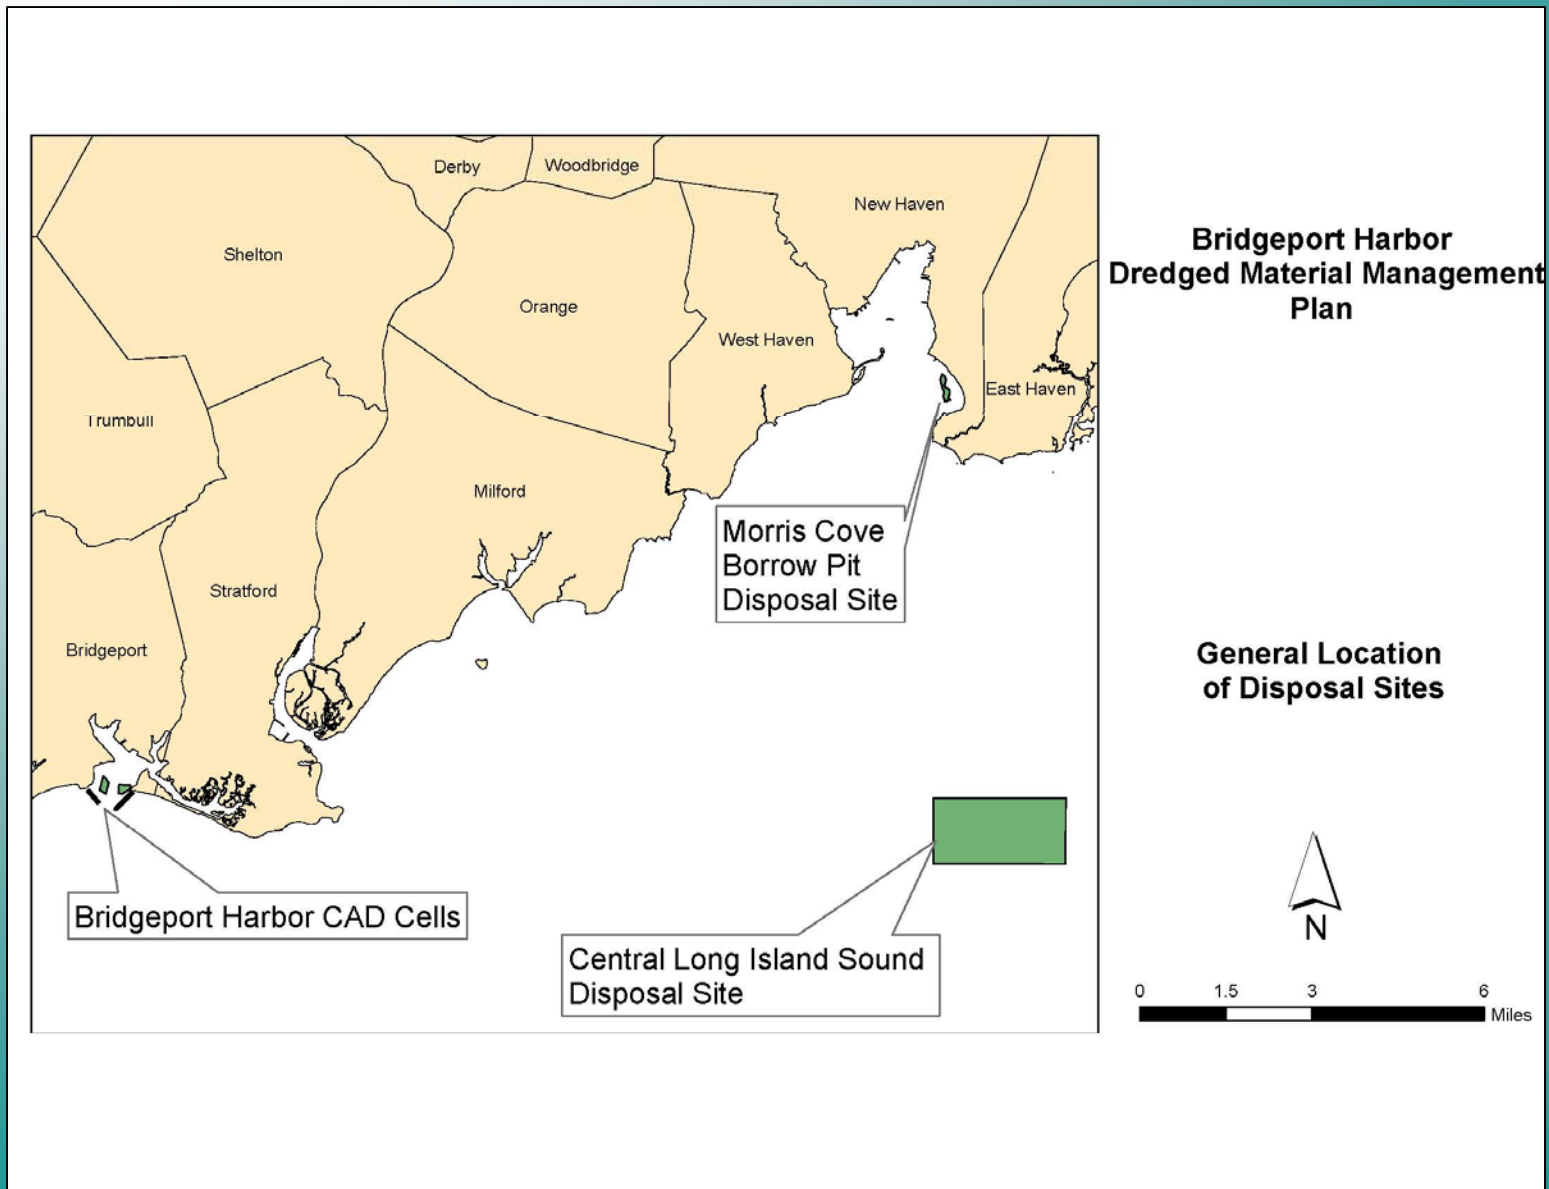 Derby
Woodbridge
New Haven
Shelton
Orange
West Haven
East Haven
Trumbull
Milford
Stratford
Bridgeport
Morris Cove
Borrow Pit
Disposal Site
Bridgeport Harbor CAD Cells
Central Long Island Sound
Disposal Site
Bridgeport Harbor
Dredged Material Management
Plan
General Location
of Disposal Sites
N
0 1.5 3 6
Miles